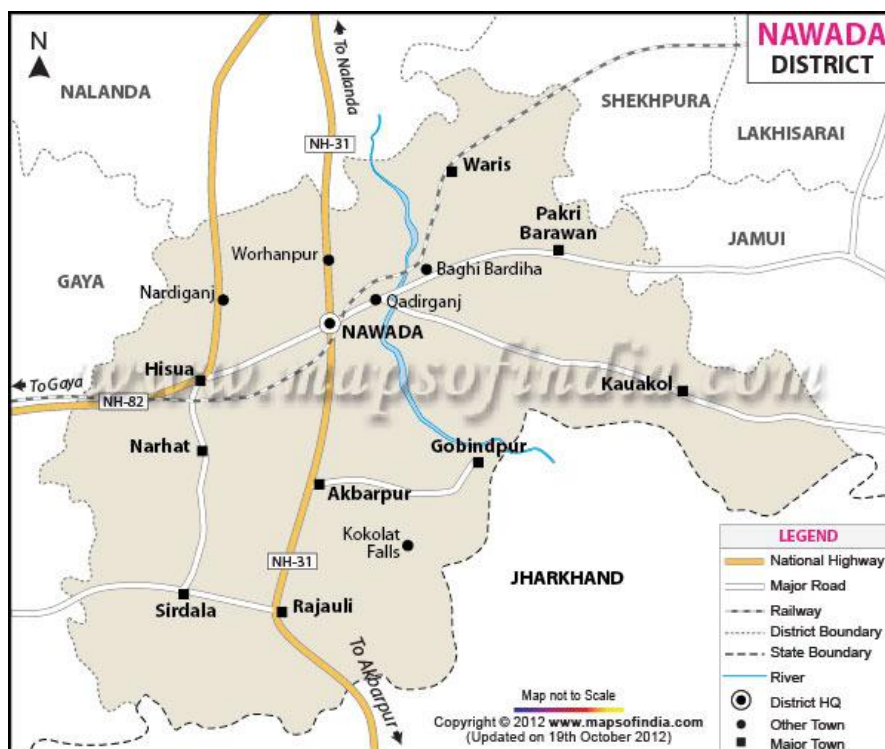 NAWADA
DISTRICT
N
To Nalanda
NALANDA
SHEKHPURA
LAKHISARAI
NH-31
Waris
Pakri
Barawan
JAMUI
Worhanpur
Baghi Bardiha
GAYA
Nardiganj
Qadirganj
NAWADA
www.mapsofindia.com
Hisua
To Gaya
Kauakol
NH-82
Narhat
Gobindpur
Akbarpur
Kokolat
Falls
NH-31
JHARKHAND
Sirdala
Rajauli
To Akbarpur
LEGEND
National Highway
Major Road
Railway
District Boundary
State Boundary
River
District HQ
Other Town
Major Town
Map not to Scale
Copyright © 2012 www.mapsofindia.com
(Updated on 19th October 2012)